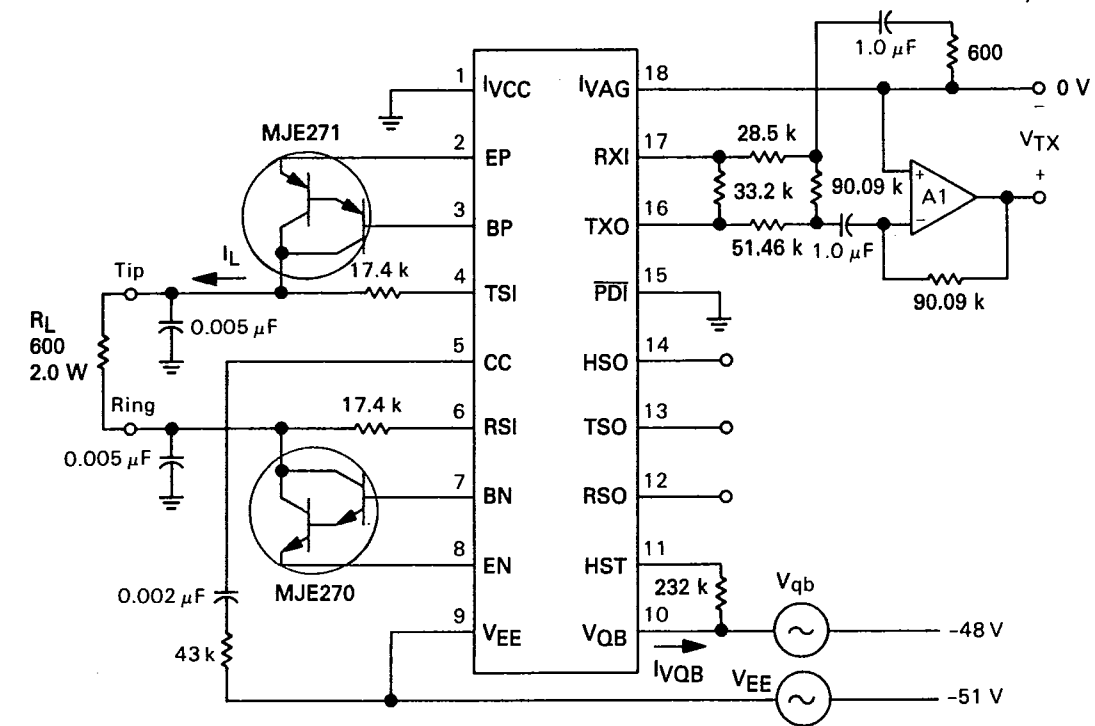 1.0 μF
600
1 IVCC
IVAG 18
0 V
−
VTX
+
MJE271
2 EP
RXI 17
28.5 k
33.2 k
90.09 k
+
A1
−
3 BP
TXO 16
51.46 k
1.0 μF
90.09 k
IL
17.4 k
Tip
4 TSI
PDI 15
0.005 μF
RL
600
2.0 W
5 CC
HSO 14
Ring
17.4 k
6 RSI
TSO 13
0.005 μF
7 BN
RSO 12
8 EN
HST 11
MJE270
232 k
Vqb
0.002 μF
9 VEE
VQB 10
-48 V
43 k
IVQB
VEE
-51 V